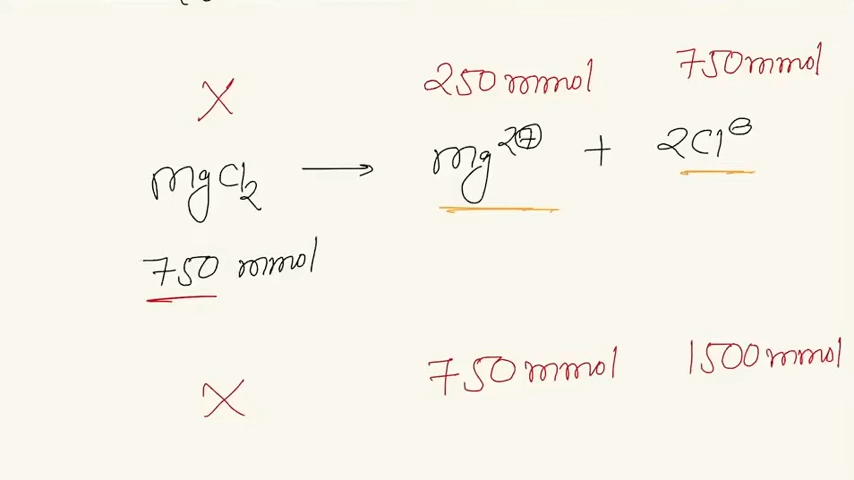 250 mmol 750 mmol
X
MgCl₂ ⟶ Mg²⊕ + 2Cl⊖
750 mmol
750 mmol 1500 mmol
X